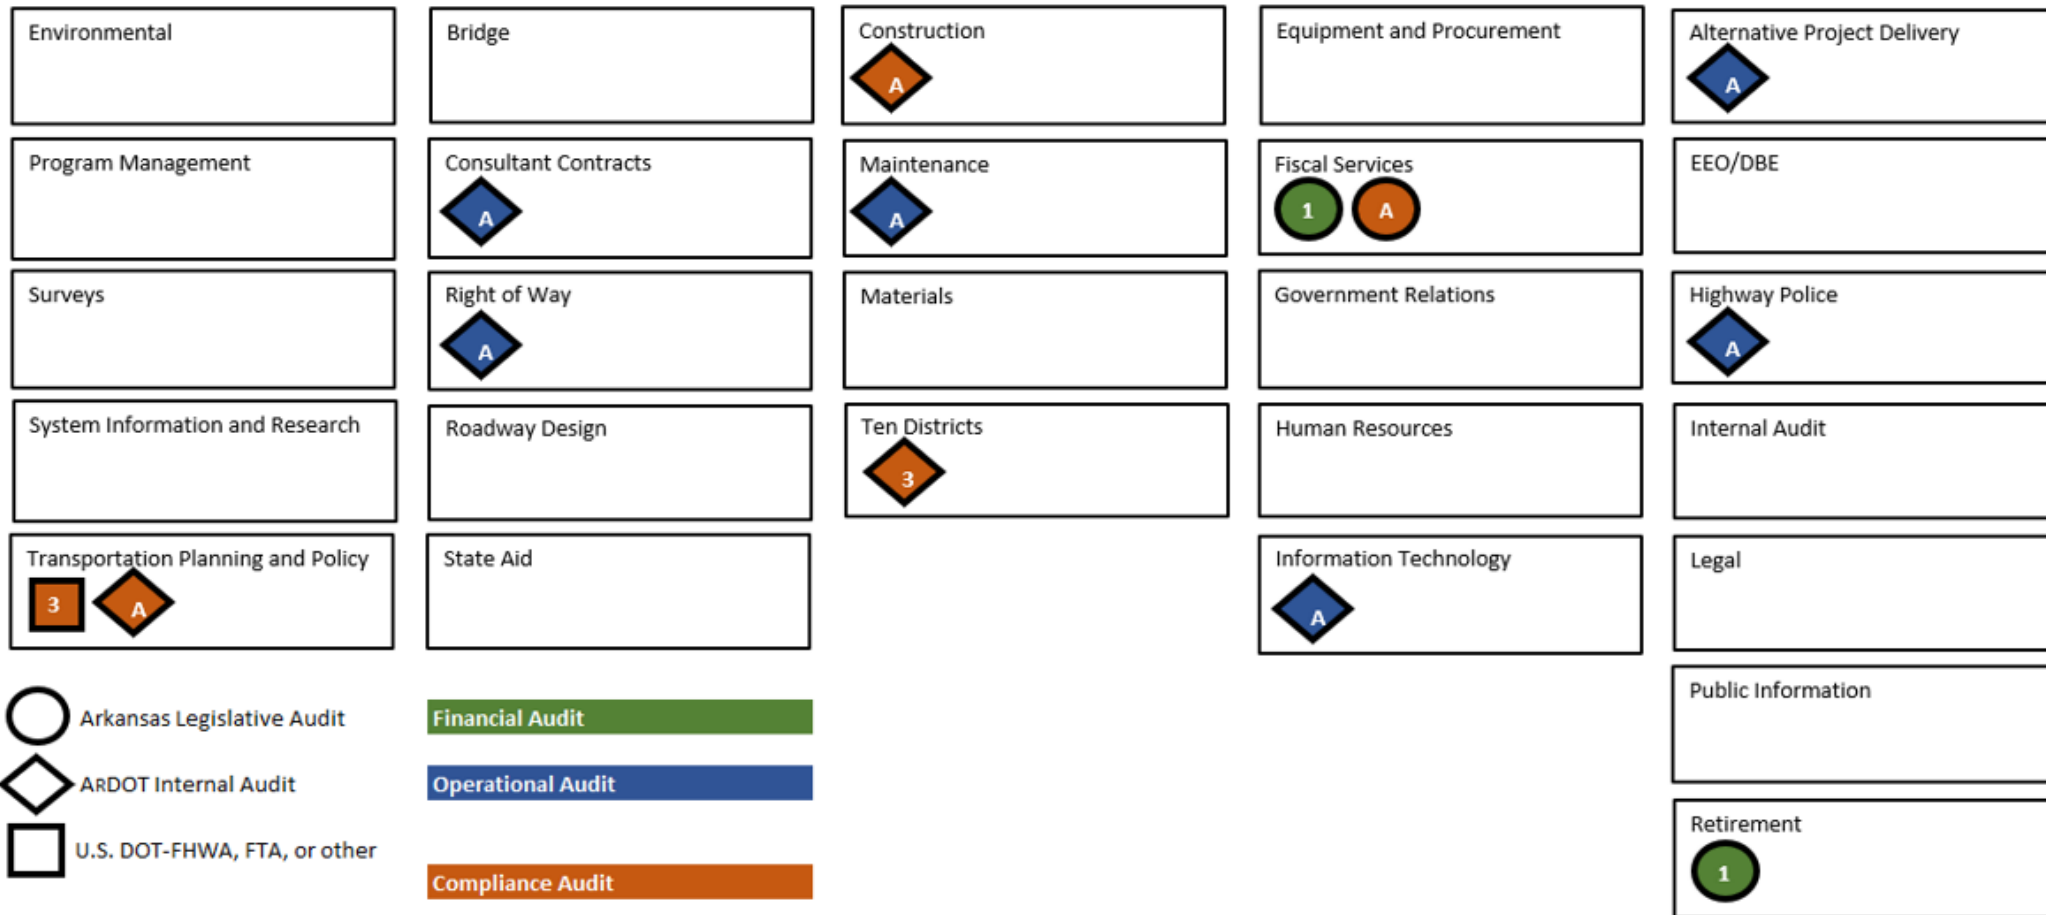 Environmental
Bridge
Construction
A
Equipment and Procurement
Alternative Project Delivery
A
Program Management
Consultant Contracts
A
Maintenance
A
Fiscal Services
1 A
EEO/DBE
Surveys
Right of Way
A
Materials
Government Relations
Highway Police
A
System Information and Research
Roadway Design
Ten Districts
3
Human Resources
Internal Audit
Transportation Planning and Policy
3 A
State Aid
Information Technology
A
Legal
Public Information
Retirement
1
Arkansas Legislative Audit
ARDOT Internal Audit
U.S. DOT-FHWA, FTA, or other
Financial Audit
Operational Audit
Compliance Audit